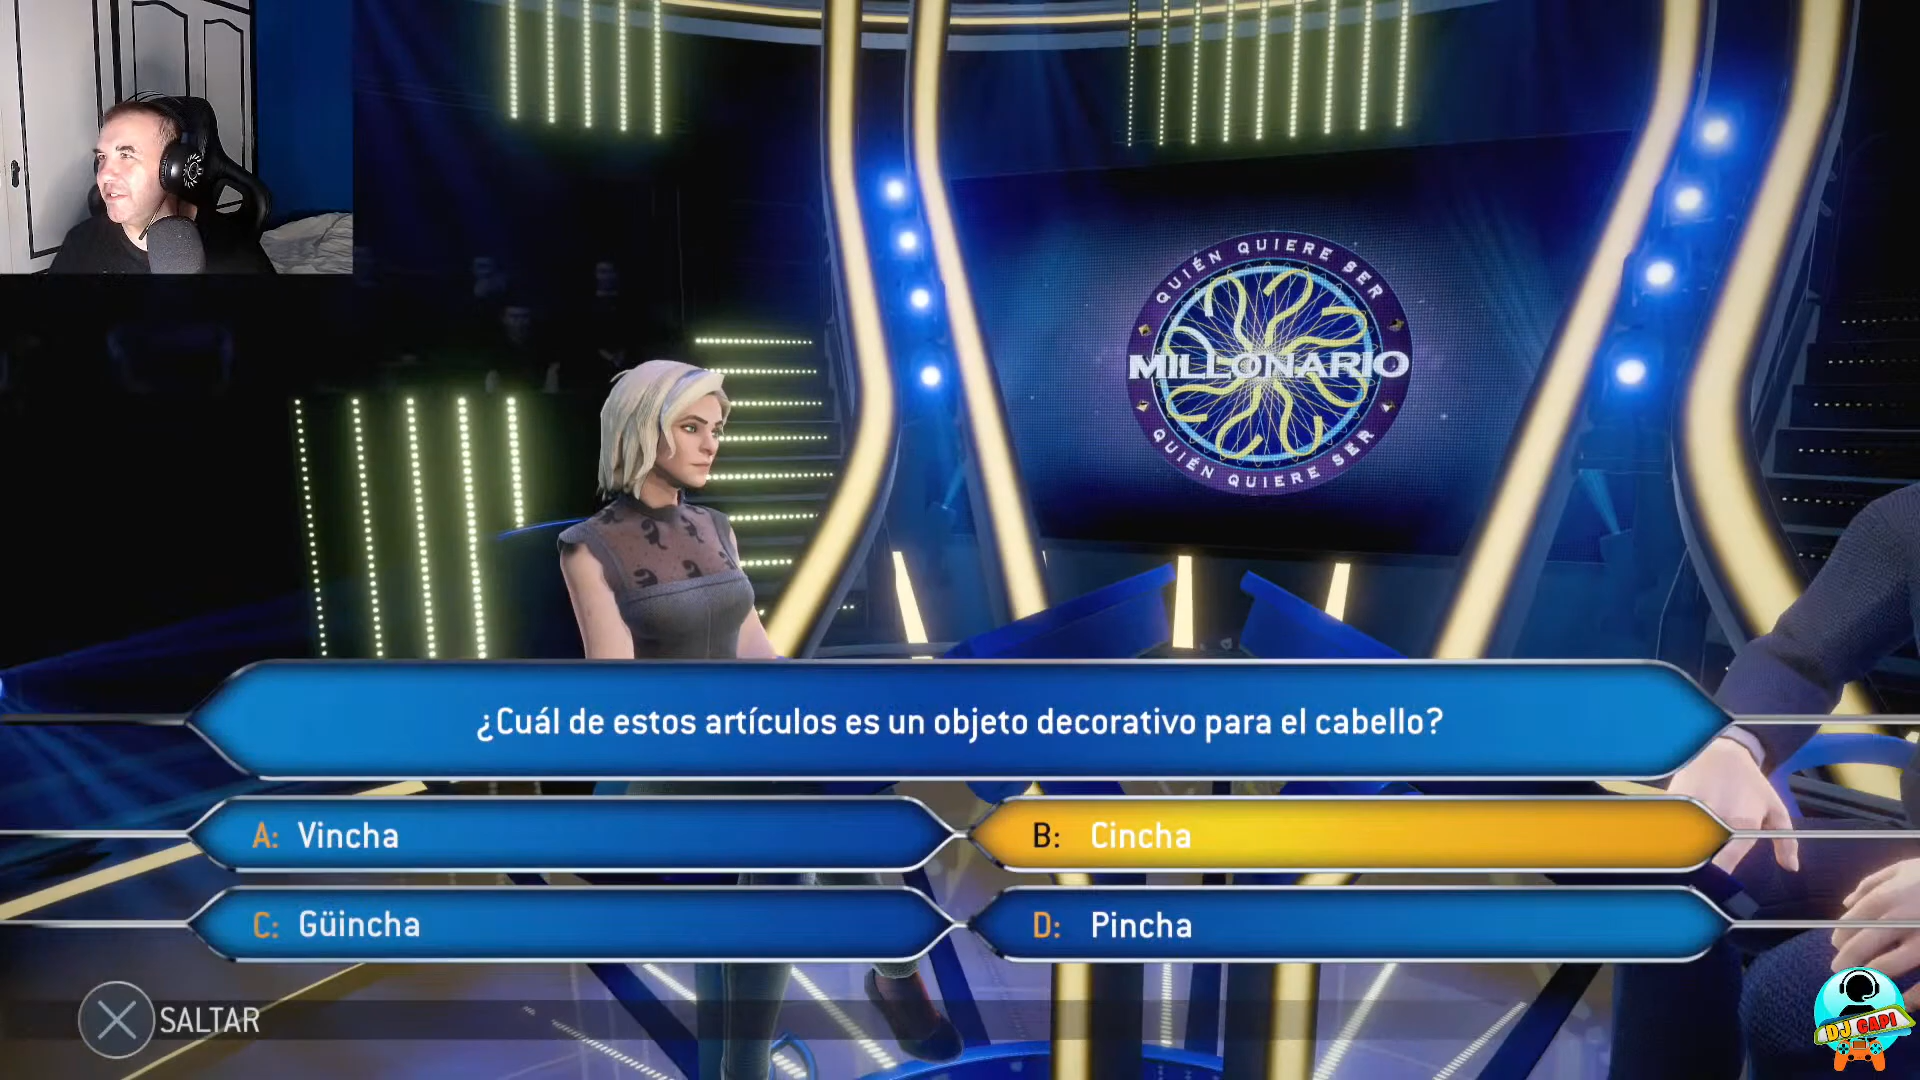 QUIÉN QUIERE SER
MILLONARIO
QUIÉN QUIERE SER
¿Cuál de estos artículos es un objeto decorativo para el cabello?
A: Vincha
B: Cincha
C: Güincha
D: Pincha
SALTAR
DJ GAPI